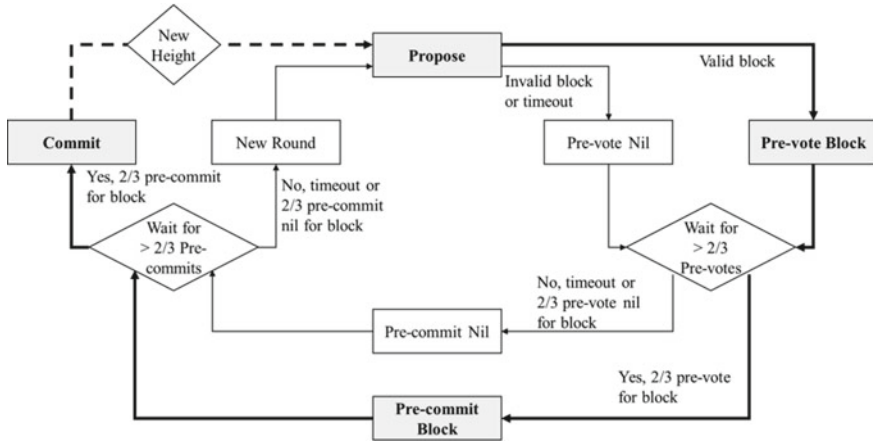 New
Height
Propose
Valid block
Invalid block
or timeout
Commit
New Round
Pre-vote Nil
Pre-vote Block
Yes, 2/3 pre-commit
for block
No, timeout or
2/3 pre-commit
nil for block
Wait for
> 2/3 Pre-
commits
Wait for
> 2/3
Pre-votes
No, timeout or
2/3 pre-vote nil
for block
Pre-commit Nil
Yes, 2/3 pre-vote
for block
Pre-commit
Block